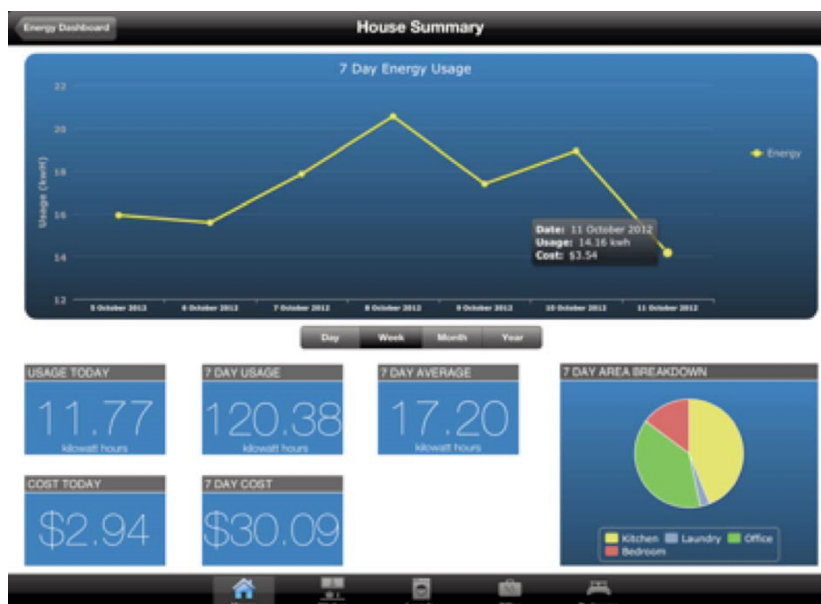 Energy Dashboard
House Summary
7 Day Energy Usage
22
20
18
16
14
12
Usage (kwH)
Energy
Date: 11 October 2012
Usage: 14.16 kwh
Cost: $3.54
5 October 2012
6 October 2012
7 October 2012
8 October 2012
9 October 2012
10 October 2012
11 October 2012
Day
Week
Month
Year
USAGE TODAY
11.77
kilowatt hours
7 DAY USAGE
120.38
kilowatt hours
7 DAY AVERAGE
17.20
kilowatt hours
7 DAY AREA BREAKDOWN
Kitchen Laundry Office
Bedroom
COST TODAY
$2.94
7 DAY COST
$30.09